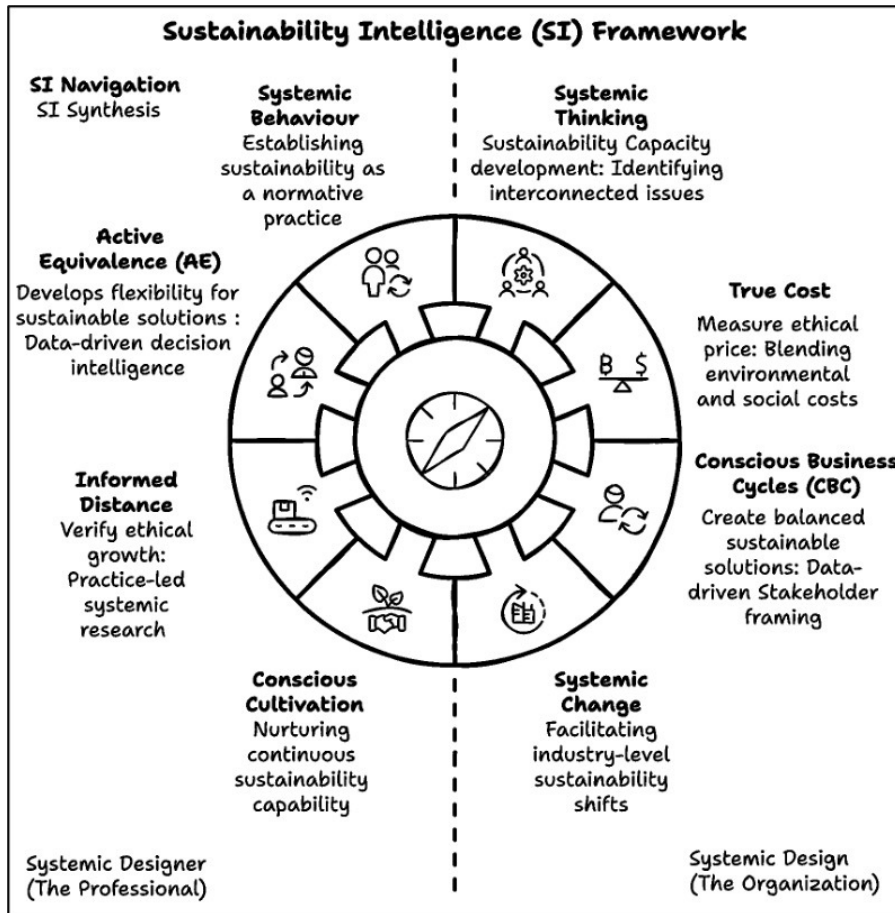 Sustainability Intelligence (SI) Framework
SI Navigation
SI Synthesis
Systemic
Behaviour
Establishing
sustainability as
a normative
practice
Systemic
Thinking
Sustainability Capacity
development: Identifying
interconnected issues
Active
Equivalence (AE)
Develops flexibility for
sustainable solutions :
Data-driven decision
intelligence
True Cost
Measure ethical
price: Blending
environmental
and social costs
B $
Informed
Distance
Verify ethical
growth:
Practice-led
systemic
research
Conscious Business
Cycles (CBC)
Create balanced
sustainable
solutions: Data-
driven Stakeholder
framing
Conscious
Cultivation
Nurturing
continuous
sustainability
capability
Systemic
Change
Facilitating
industry-level
sustainability
shifts
Systemic Designer
(The Professional)
Systemic Design
(The Organization)